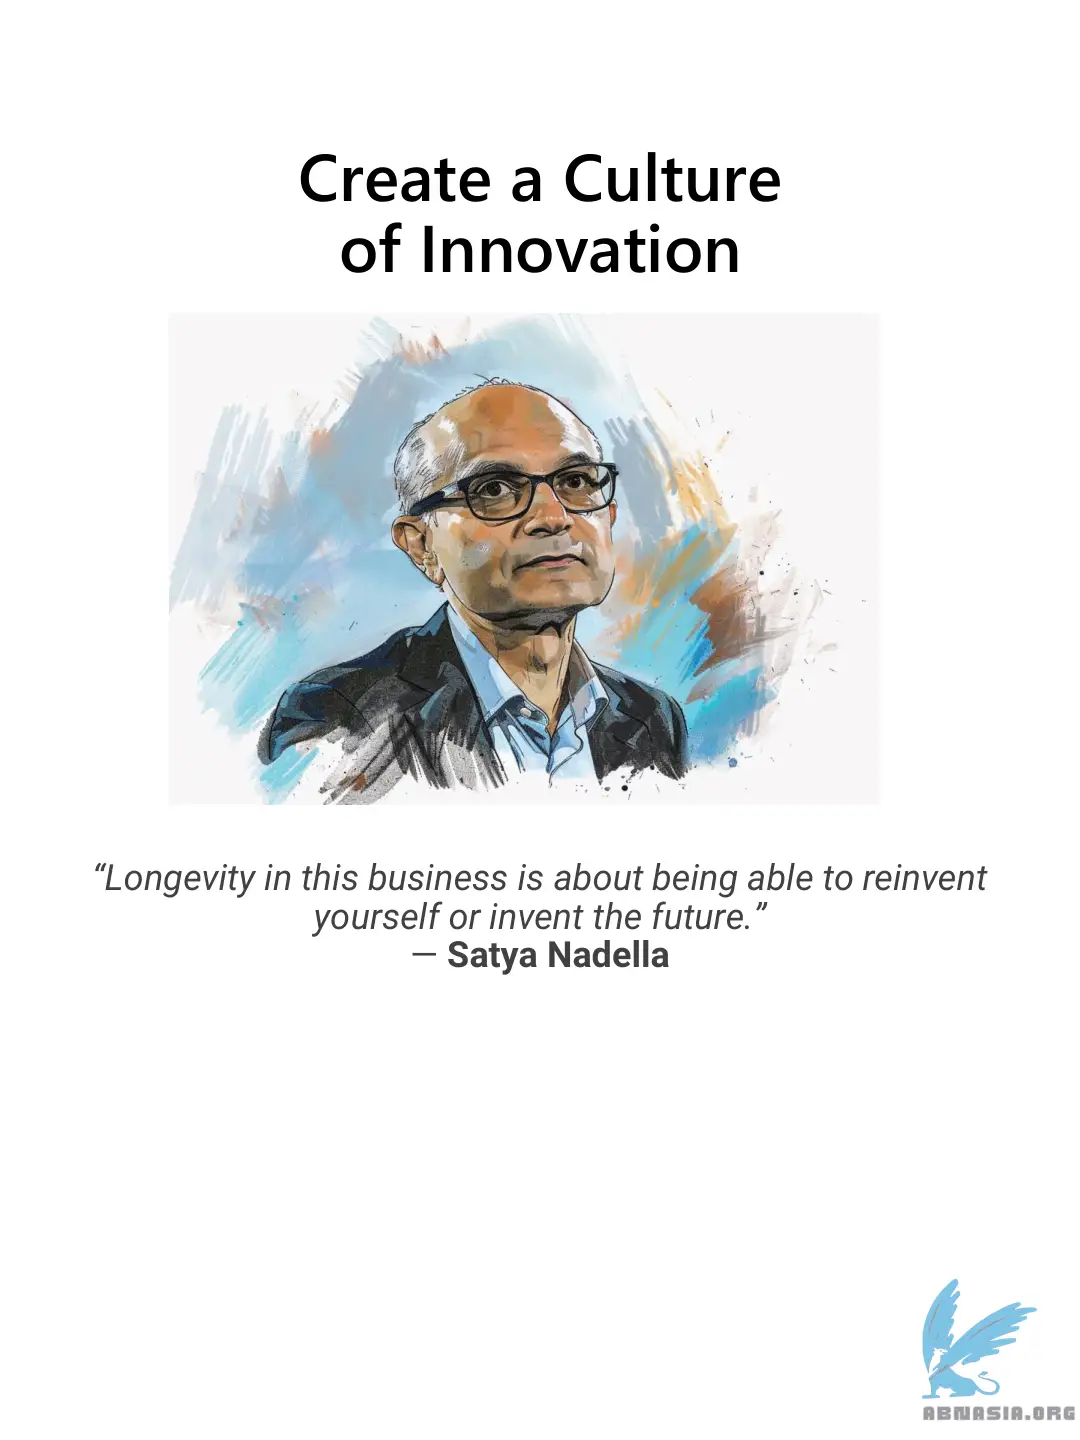 Create a Culture
of Innovation
“Longevity in this business is about being able to reinvent
yourself or invent the future.”
— Satya Nadella
ABNASIA.ORG